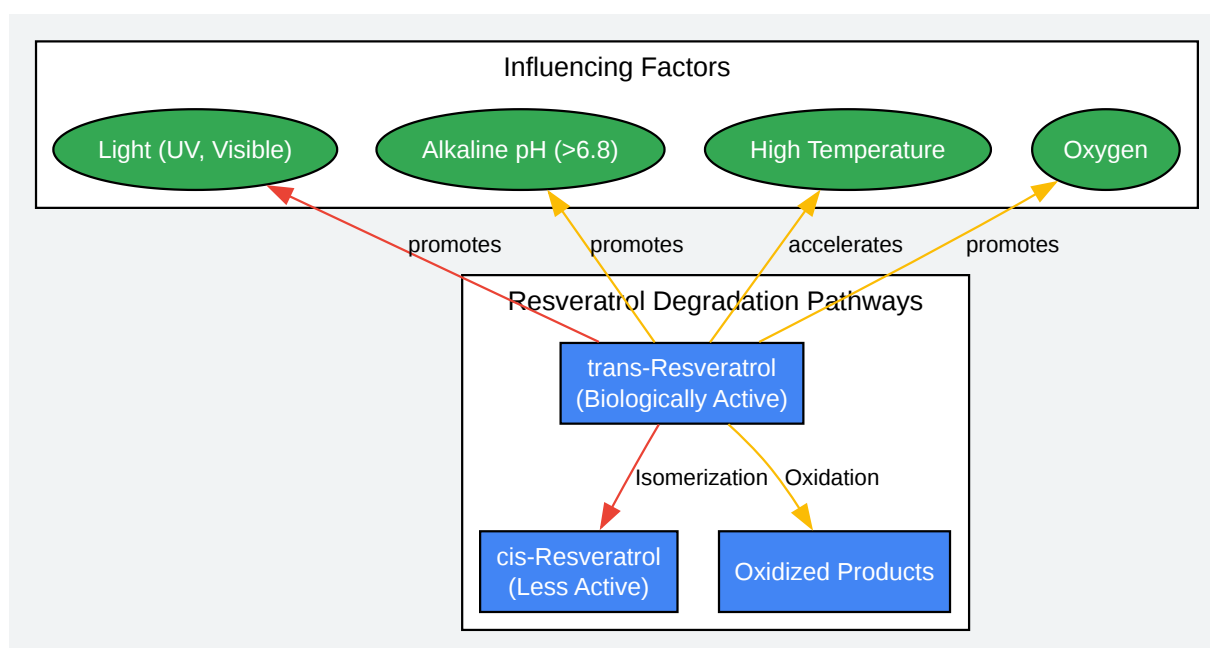 Influencing Factors
Light (UV, Visible)
Alkaline pH (>6.8)
High Temperature
Oxygen
promotes
promotes
accelerates
promotes
Resveratrol Degradation Pathways
trans-Resveratrol
(Biologically Active)
Isomerization
Oxidation
cis-Resveratrol
(Less Active)
Oxidized Products